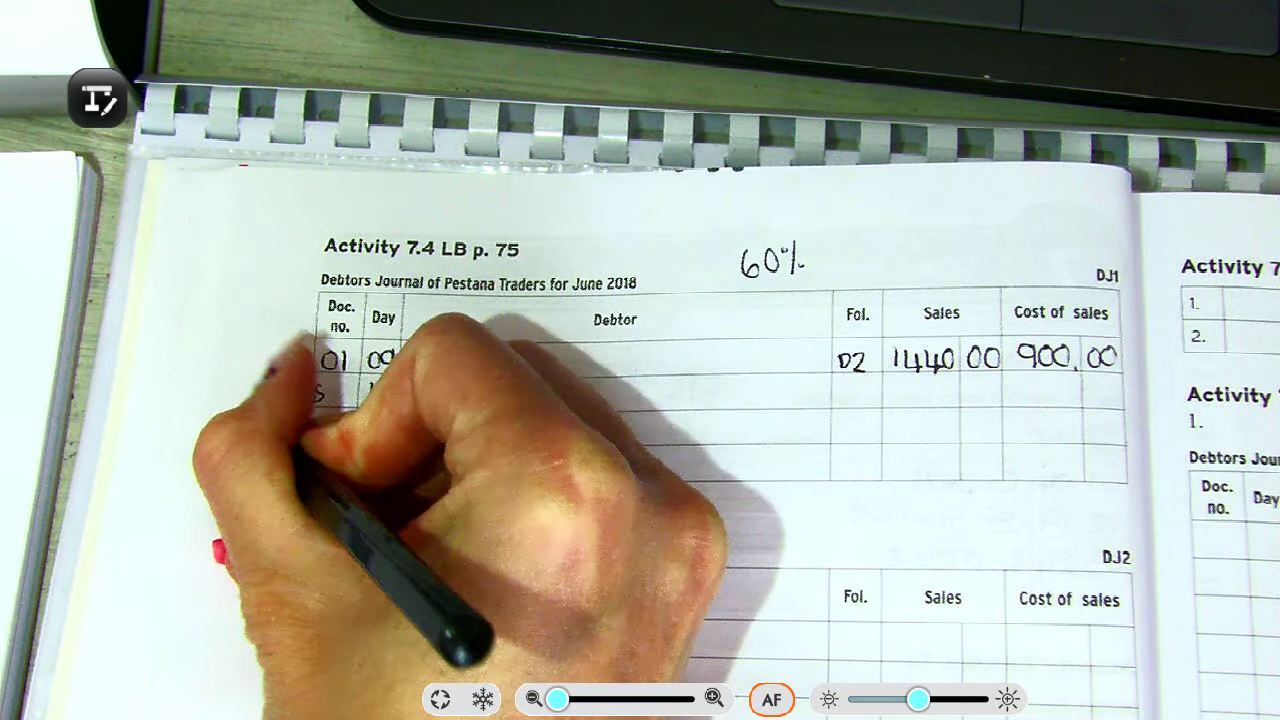 Activity 7.4 LB p. 75
60%
Debtors Journal of Pestana Traders for June 2018
DJ1
Doc. no. Day Debtor Fol. Sales Cost of sales
01 09 D2 1440 00 900.00
DJ2
Fol. Sales Cost of sales
Activity
1.
2.
Activity
1.
Debtors
Doc. no. Day
AF